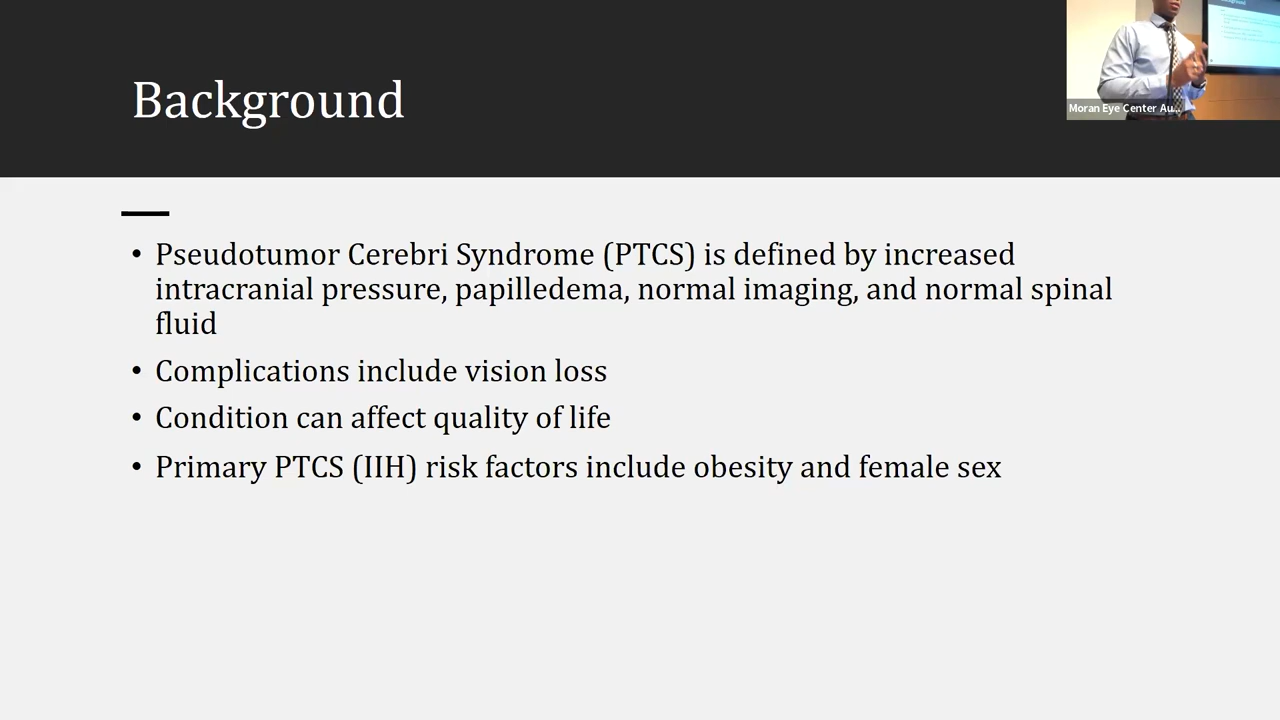 Background
Moran Eye Center Au...
• Pseudotumor Cerebri Syndrome (PTCS) is defined by increased
intracranial pressure, papilledema, normal imaging, and normal spinal
fluid
• Complications include vision loss
• Condition can affect quality of life
• Primary PTCS (IIH) risk factors include obesity and female sex